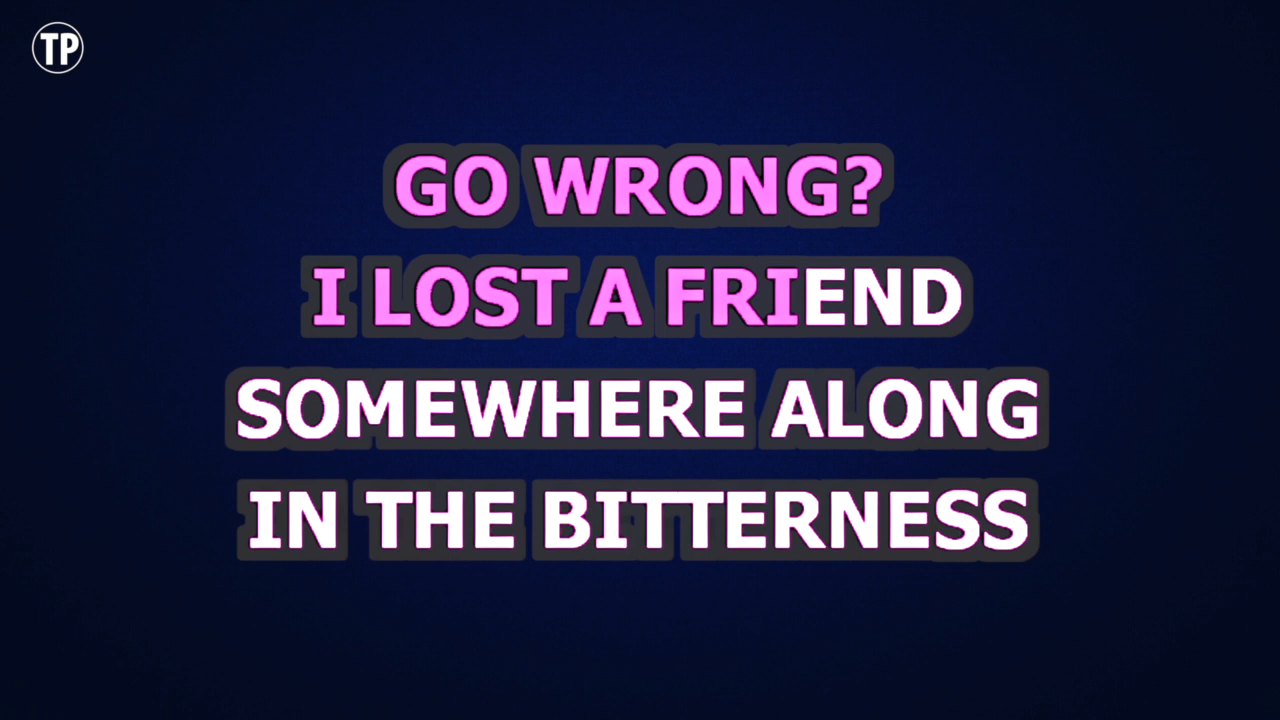 TP
GO WRONG?
I LOST A FRIEND
SOMEWHERE ALONG
IN THE BITTERNESS